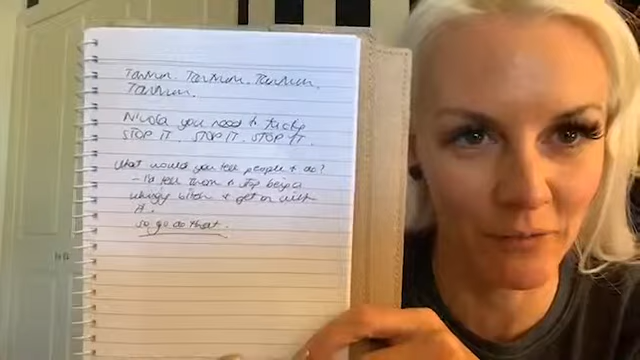 Tantrum. Tantrum. Tantrum.
Tantrum.
Nicola you need to fucking
STOP IT. STOP IT. STOP IT.
What would you tell people to do?
- I'd tell them to stop being a
whingy bitch & get on with
it.
So go do that.